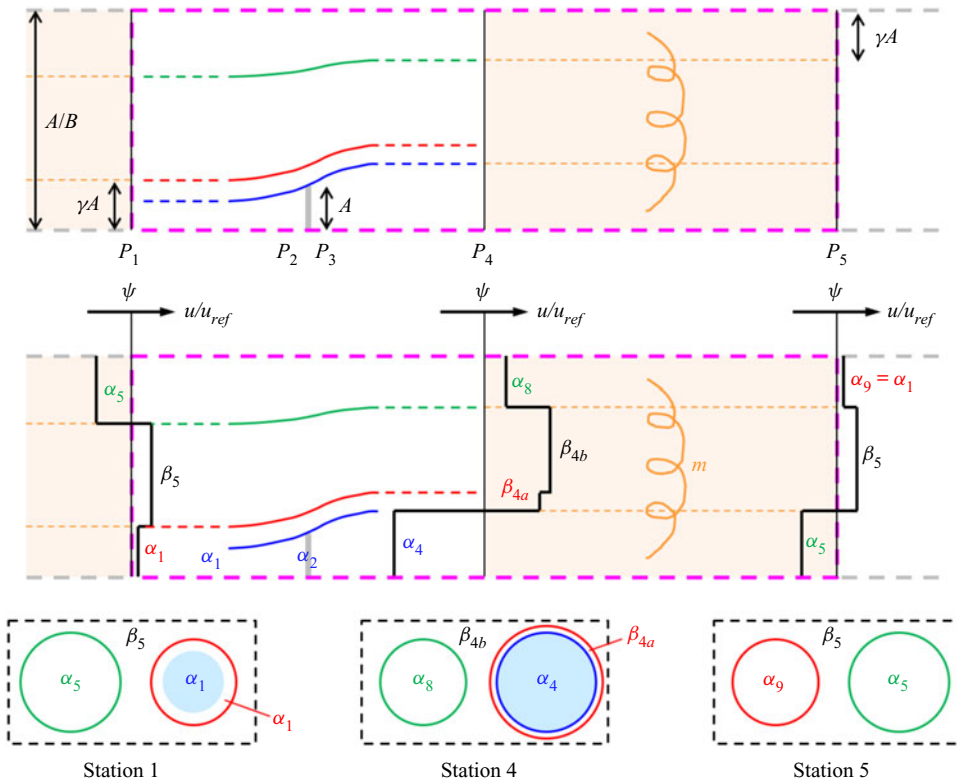 γA
A/B
γA
A
P1 P2 P3 P4 P5
ψ u/uref ψ u/uref ψ u/uref
α5 α8 α9 = α1
β5 β4b β5
m
β4a
α1 α1 α2 α4 α5
β5 β4b β4a β5
α5 α1 α8 α4 α9 α5
α1
Station 1 Station 4 Station 5